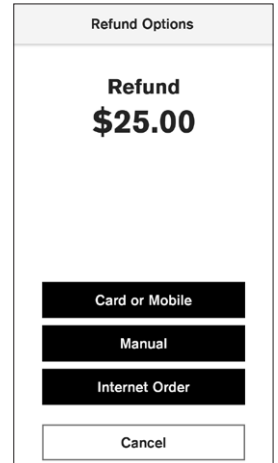 Refund Options
Refund
$25.00
Card or Mobile
Manual
Internet Order
Cancel